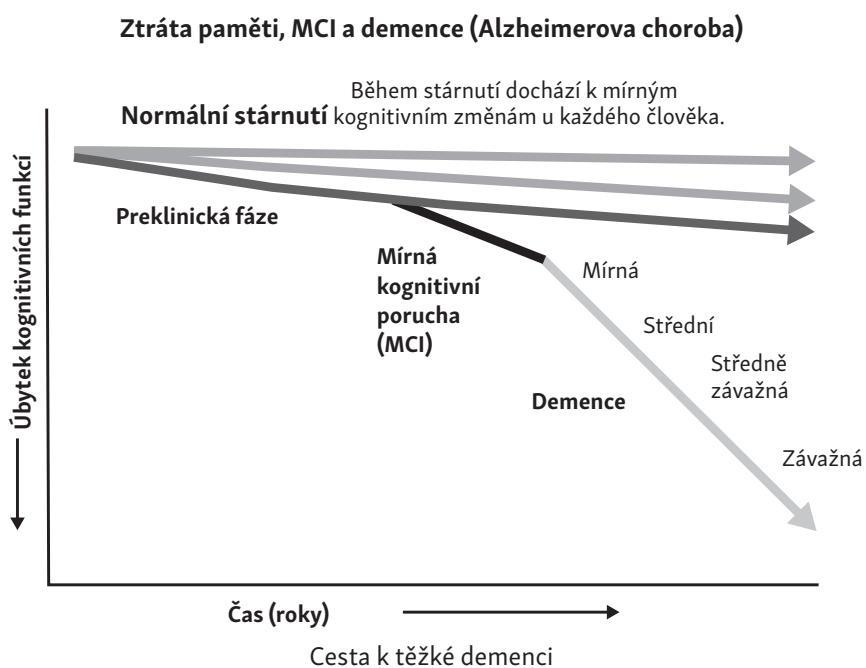 Ztráta paměti, MCI a demence (Alzheimerova choroba)
Během stárnutí dochází k mírným
Normální stárnutí kognitivním změnám u každého člověka.
Úbytek kognitivních funkcí
Preklinická fáze
Mírná
kognitivní
porucha
(MCI)
Mírná
Střední
Středně
závažná
Demence
Závažná
Čas (roky)
Cesta k těžké demenci